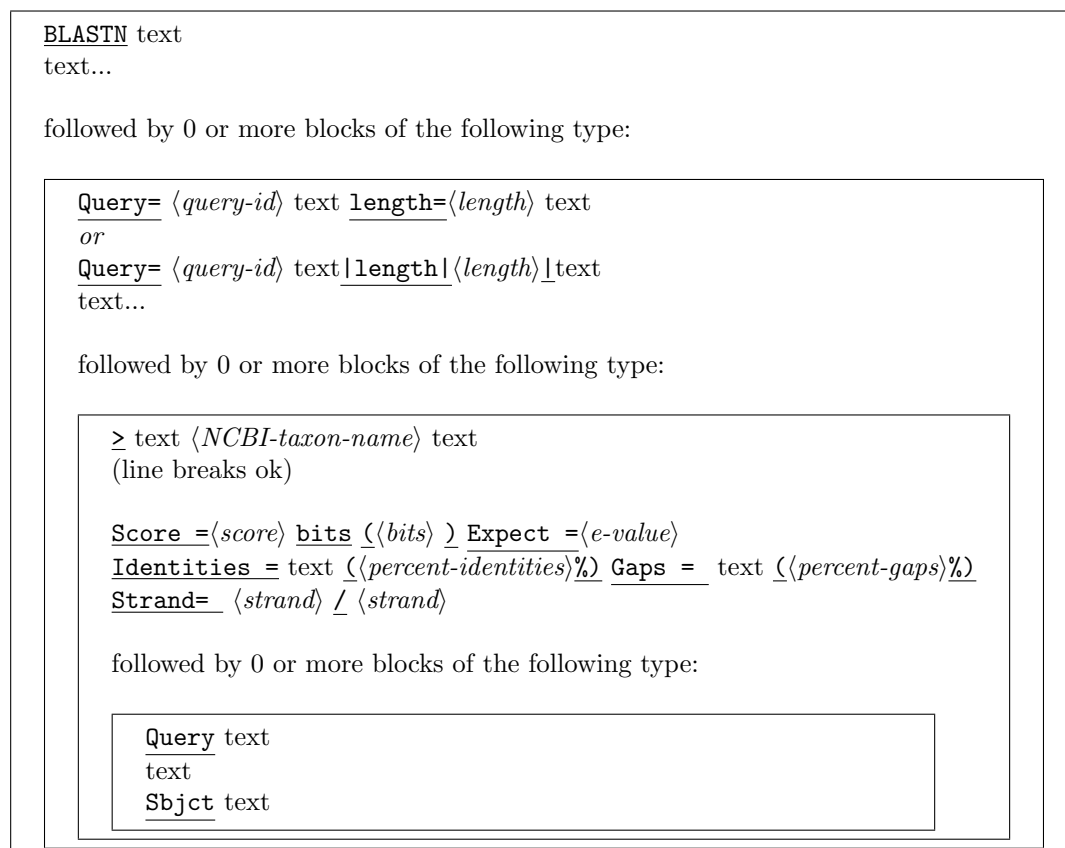 BLASTN text
text...
followed by 0 or more blocks of the following type:
Query= ⟨query-id⟩ text length=⟨length⟩ text
or
Query= ⟨query-id⟩ text|length|⟨length⟩|text
text...
followed by 0 or more blocks of the following type:
> text ⟨NCBI-taxon-name⟩ text
(line breaks ok)
Score =⟨score⟩ bits (⟨bits⟩ ) Expect =⟨e-value⟩
Identities = text (⟨percent-identities⟩%) Gaps = text (⟨percent-gaps⟩%)
Strand= ⟨strand⟩ / ⟨strand⟩
followed by 0 or more blocks of the following type:
Query text
text
Sbjct text